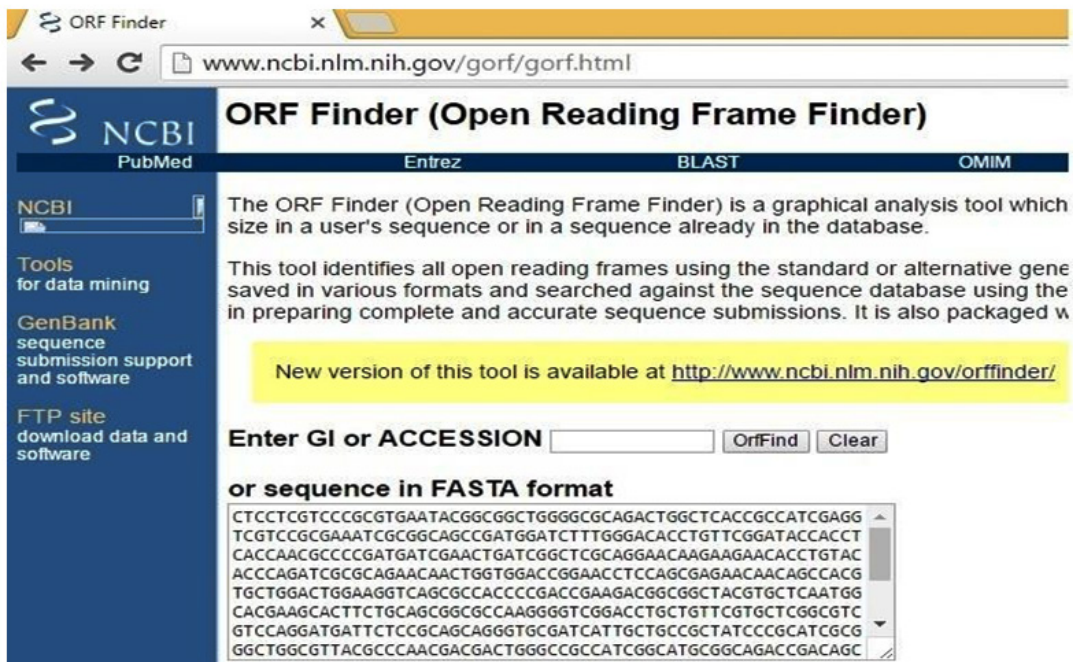 ORF Finder
www.ncbi.nlm.nih.gov/gorf/gorf.html
NCBI
ORF Finder (Open Reading Frame Finder)
PubMed Entrez BLAST OMIM
NCBI
Tools
for data mining
GenBank
sequence
submission support
and software
FTP site
download data and
software
The ORF Finder (Open Reading Frame Finder) is a graphical analysis tool which
size in a user's sequence or in a sequence already in the database.
This tool identifies all open reading frames using the standard or alternative gene
saved in various formats and searched against the sequence database using the
in preparing complete and accurate sequence submissions. It is also packaged w
New version of this tool is available at http://www.ncbi.nlm.nih.gov/orffinder/
Enter GI or ACCESSION OrfFind Clear
or sequence in FASTA format
CTCCTCGTCCCGCGTGAATACGGCGGCTGGGGCGCAGACTGGCTCACCGCCATCGAGG
TCGTCCGCGAAATCGCGGCAGCCGATGGATCTTTGGGACACCTGTTCGGATACCACCT
CACCAACGCCCCGATGATCGAACTGATCGGCTCGCAGGAACAAGAAGAACACCTGTAC
ACCCAGATCGCGCAGAACAACTGGTGGACCGGAACCTCCAGCGAGAACAACAGCCACG
TGCTGGACTGGAAGGTCAGCGCCACCCCGACCGAAGACGGCGGCTACGTGCTCAATGG
CACGAAGCACTTCTGCAGCGGCGCCAAGGGGTCGGACCTGCTGTTCGTGCTCGGCGTC
GTCCAGGATGATTCTCCGCAGCAGGGTGCGATCATTGCTGCCGCTATCCCGCATCGCG
GGCTGGCGTTACGCCCAACGACGACTGGGCCGCCATCGGCATGCGGCAGACCGACAGC